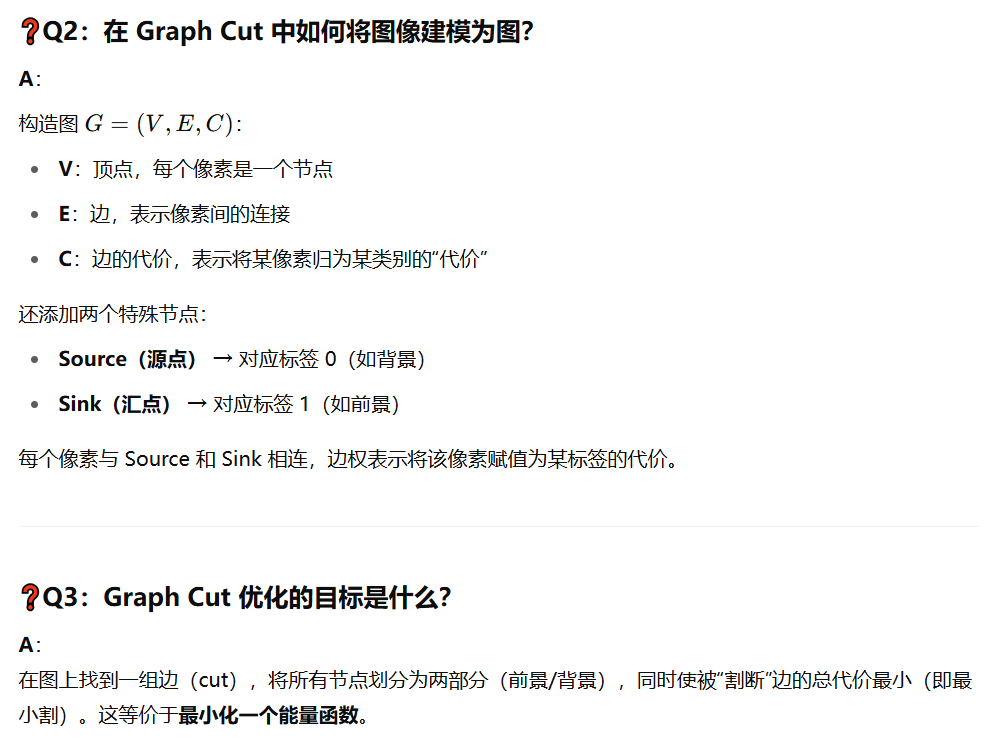 ❓Q2：在 Graph Cut 中如何将图像建模为图？
A：
构造图 G = (V, E, C)：
• V：顶点，每个像素是一个节点
• E：边，表示像素间的连接
• C：边的代价，表示将某像素归为某类别的“代价”
还添加两个特殊节点：
• Source（源点） → 对应标签 0（如背景）
• Sink（汇点） → 对应标签 1（如前景）
每个像素与 Source 和 Sink 相连，边权表示将该像素赋值为某标签的代价。
❓Q3：Graph Cut 优化的目标是什么？
A：
在图上找到一组边（cut），将所有节点划分为两部分（前景/背景），同时使被“割断”边的总代价最小（即最
小割）。这等价于最小化一个能量函数。